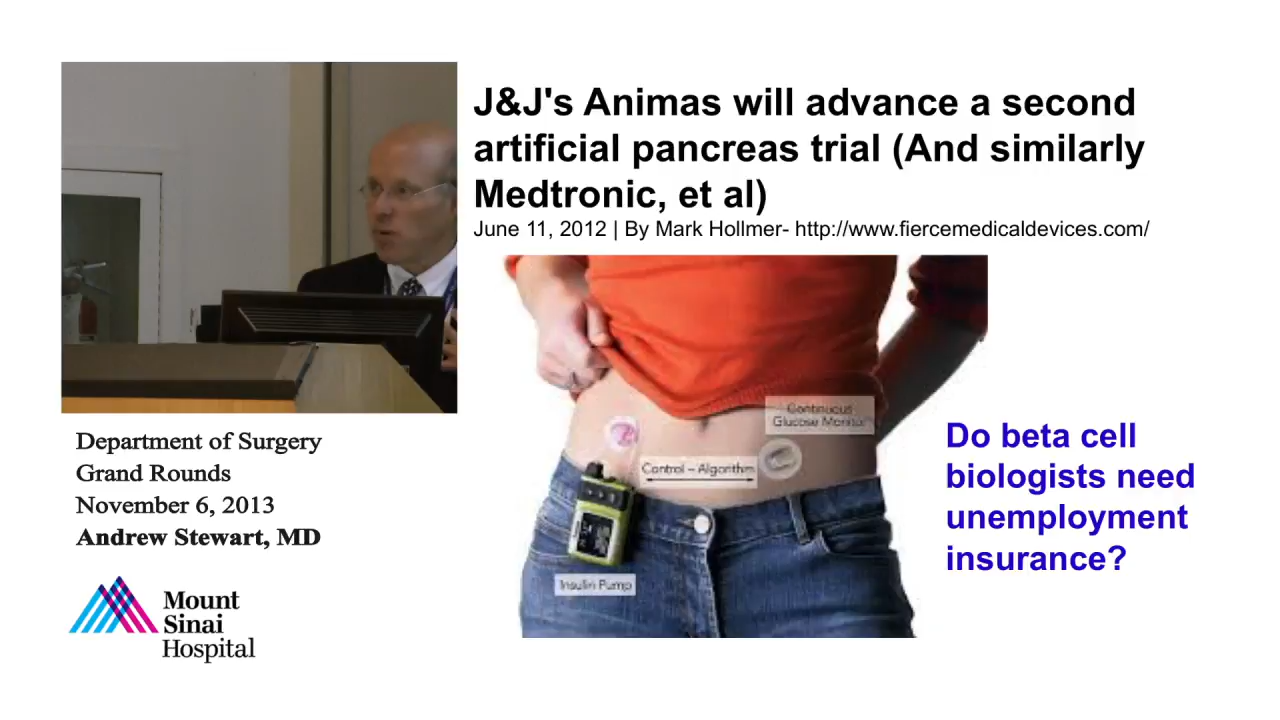 J&J's Animas will advance a second
artificial pancreas trial (And similarly
Medtronic, et al)
June 11, 2012 | By Mark Hollmer- http://www.fiercemedicaldevices.com/
Continuous
Glucose Monitor
Control – Algorithm
Insulin Pump
Do beta cell
biologists need
unemployment
insurance?
Department of Surgery
Grand Rounds
November 6, 2013
Andrew Stewart, MD
Mount
Sinai
Hospital